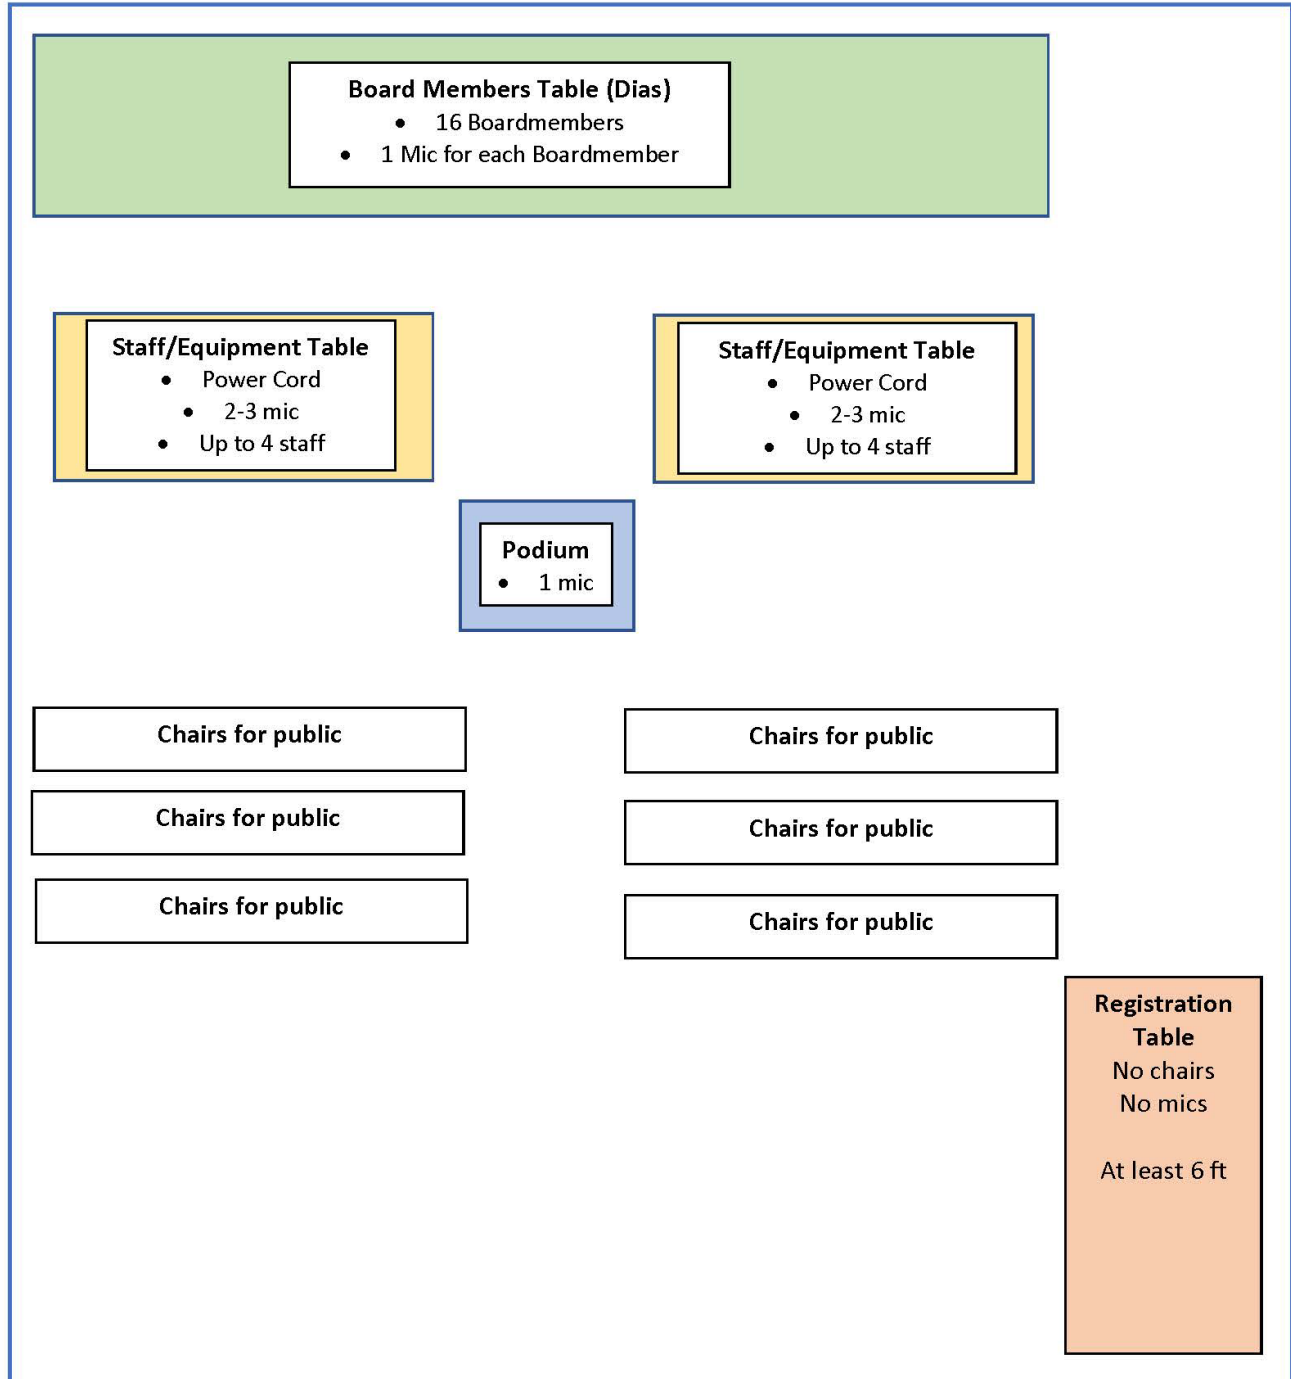 Board Members Table (Dias)
• 16 Boardmembers
• 1 Mic for each Boardmember
Staff/Equipment Table
• Power Cord
• 2-3 mic
• Up to 4 staff
Staff/Equipment Table
• Power Cord
• 2-3 mic
• Up to 4 staff
Podium
• 1 mic
Chairs for public
Chairs for public
Chairs for public
Chairs for public
Chairs for public
Chairs for public
Registration
Table
No chairs
No mics
At least 6 ft